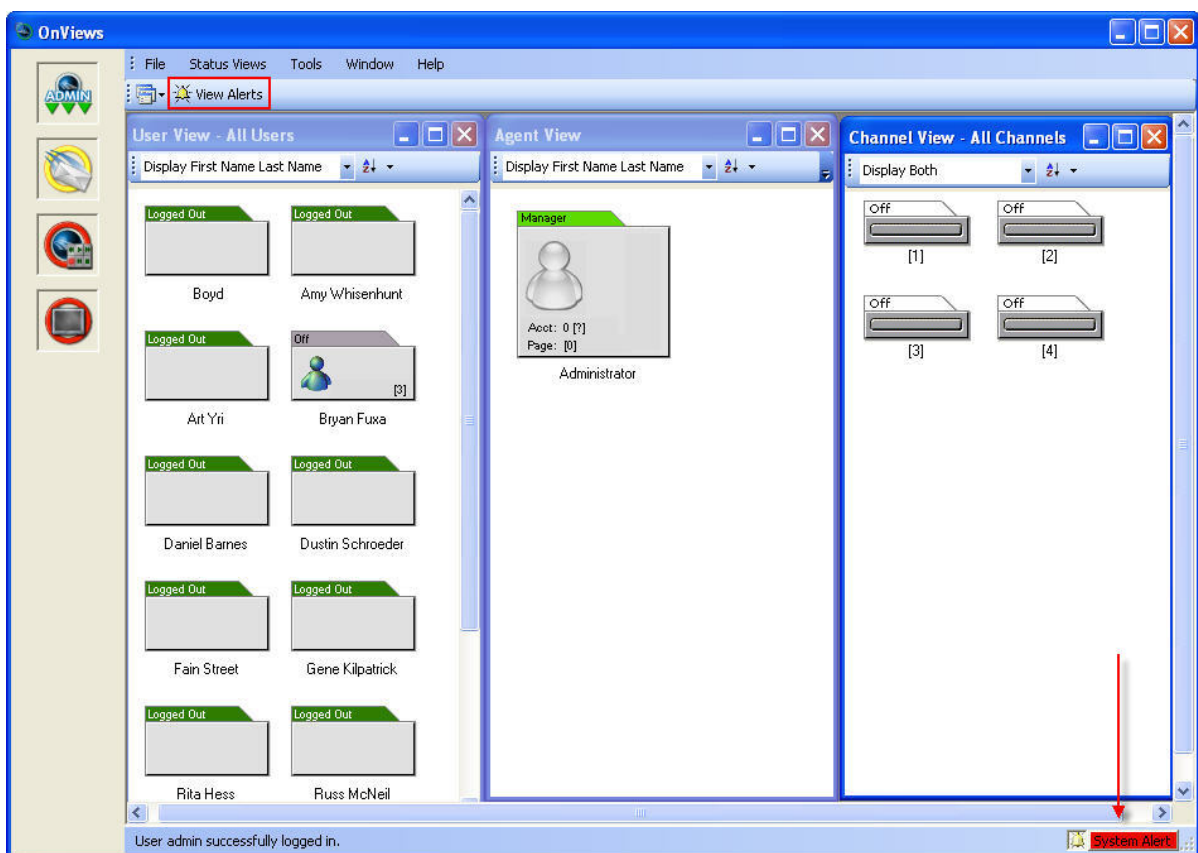 OnViews
File Status Views Tools Window Help
ADMIN
View Alerts
User View - All Users
Display First Name Last Name
Logged Out
Logged Out
Boyd
Amy Whisenhunt
Logged Out
Off
[3]
Art Yri
Bryan Fuxa
Logged Out
Logged Out
Daniel Barnes
Dustin Schroeder
Logged Out
Logged Out
Fain Street
Gene Kilpatrick
Logged Out
Logged Out
Rita Hess
Russ McNeil
Agent View
Display First Name Last Name
Manager
Acct: 0 [?]
Page: [0]
Administrator
Channel View - All Channels
Display Both
Off
Off
[1]
[2]
Off
Off
[3]
[4]
User admin successfully logged in.
System Alert